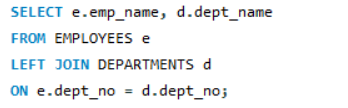 SELECT e.emp_name, d.dept_name
FROM EMPLOYEES e
LEFT JOIN DEPARTMENTS d
ON e.dept_no = d.dept_no;